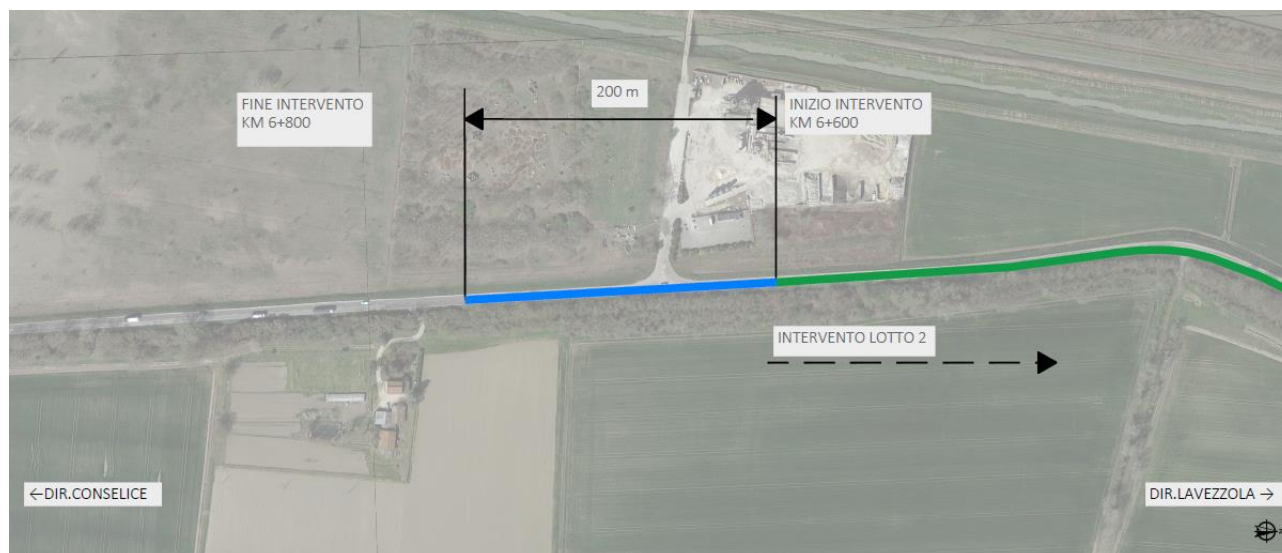 FINE INTERVENTO
KM 6+800
200 m
INIZIO INTERVENTO
KM 6+600
INTERVENTO LOTTO 2
←DIR.CONSELICE
DIR.LAVEZZOLA →